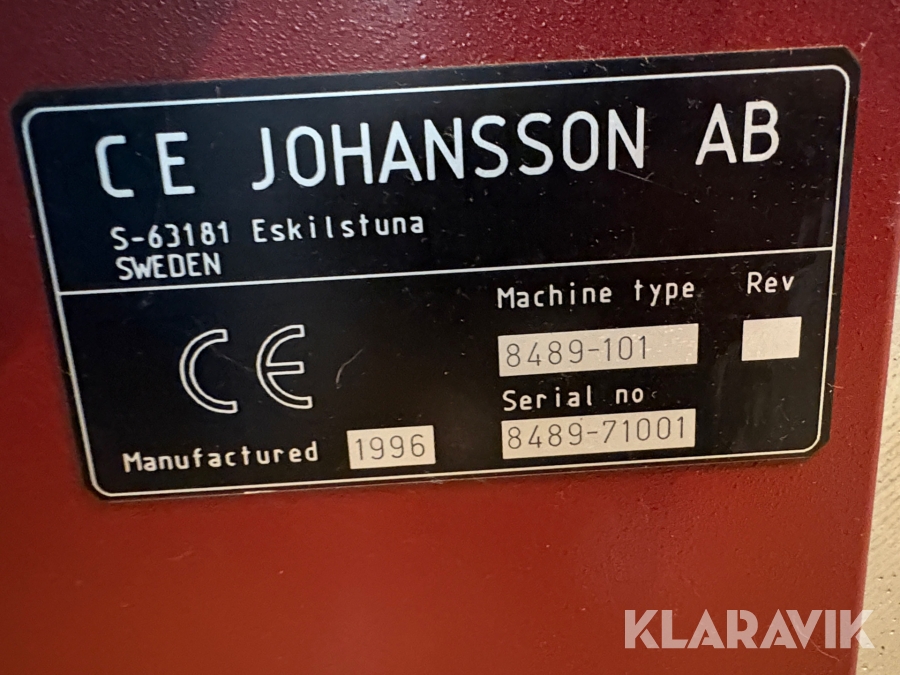 C E JOHANSSON AB
S-63181 Eskilstuna
SWEDEN
Machine type Rev
8489-101
CE
Serial no
Manufactured 1996
8489-71001
KLARAVIK